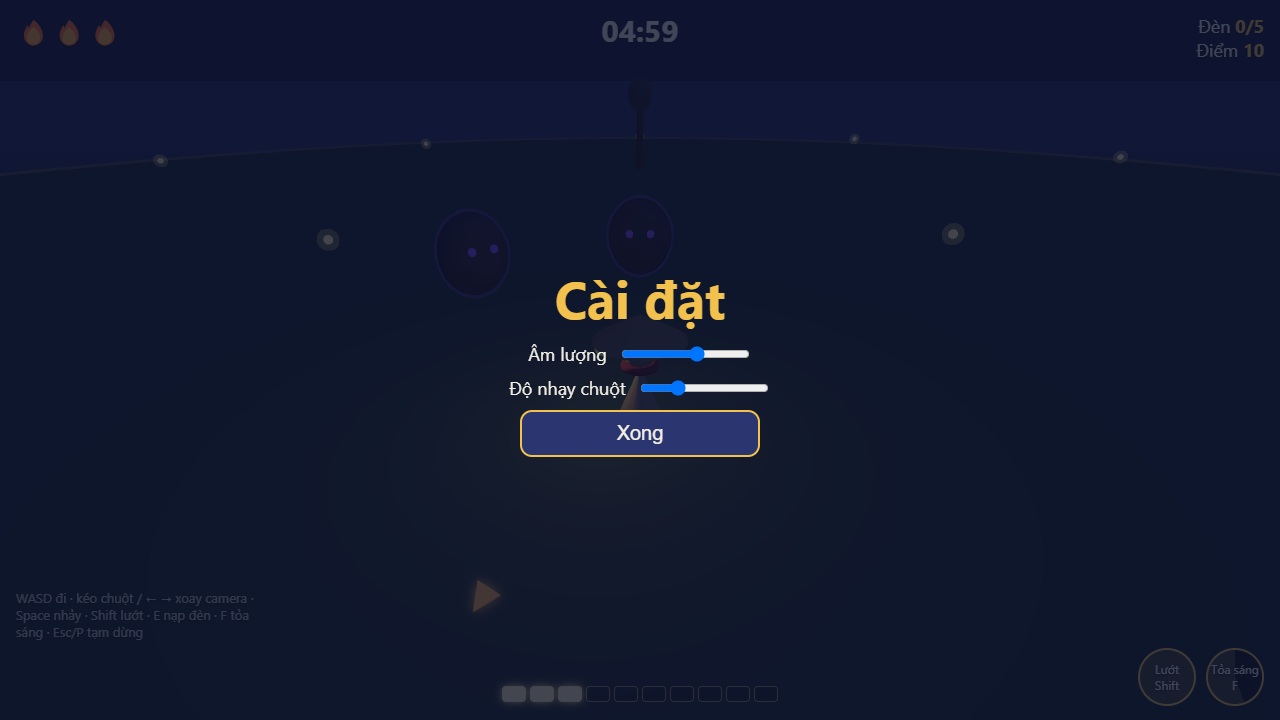 04:59
Đèn 0/5
Điểm 10
Cài đặt
Âm lượng
Độ nhạy chuột
Xong
WASD đi · kéo chuột / ← → xoay camera ·
Space nhảy · Shift lướt · E nạp đèn · F tỏa
sáng · Esc/P tạm dừng
Lướt
Shift
Tỏa sáng
F